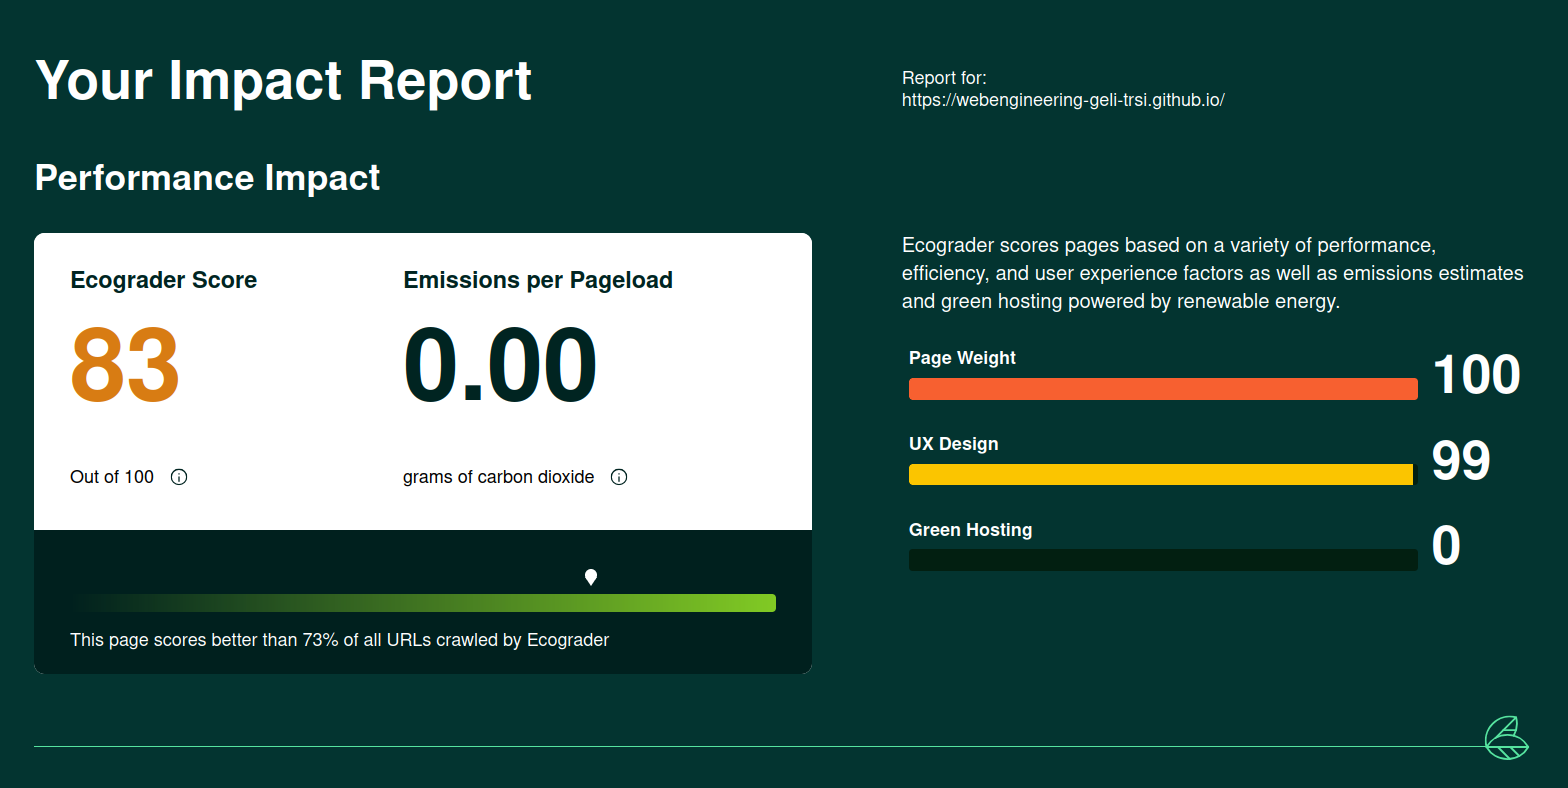 Your Impact Report
Report for:
https://webengineering-geli-trsi.github.io/
Performance Impact
Ecograder Score
83
Out of 100
Emissions per Pageload
0.00
grams of carbon dioxide
This page scores better than 73% of all URLs crawled by Ecograder
Ecograder scores pages based on a variety of performance,
efficiency, and user experience factors as well as emissions estimates
and green hosting powered by renewable energy.
Page Weight
100
UX Design
99
Green Hosting
0